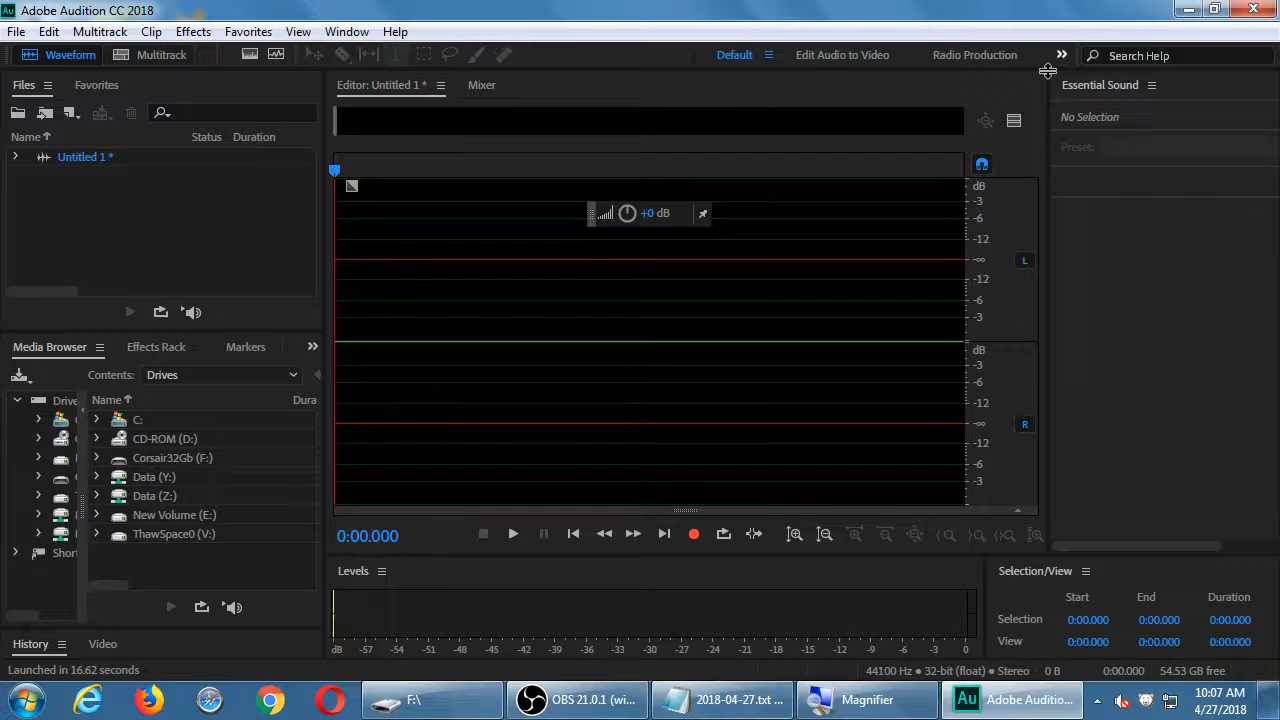 Au Adobe Audition CC 2018
File Edit Multitrack Clip Effects Favorites View Window Help
Waveform Multitrack Default Edit Audio to Video Radio Production Search Help
Files Favorites
Name Status Duration
Untitled 1 *
Editor: Untitled 1 * Mixer
+0 dB
dB
-3
-6
-12
-∞
-12
-6
-3
L
dB
-3
-6
-12
-∞
-12
-6
-3
R
Essential Sound
No Selection
Preset:
Media Browser Effects Rack Markers
Contents: Drives
Drive Name Dura
C:
CD-ROM (D:)
Corsair32Gb (F:)
Data (Y:)
Data (Z:)
New Volume (E:)
ThawSpace0 (V:)
Short
0:00.000
Levels
dB -57 -54 -51 -48 -45 -42 -39 -36 -33 -30 -27 -24 -21 -18 -15 -12 -9 -6 -3 0
Selection/View
Start End Duration
Selection 0:00.000 0:00.000 0:00.000
View 0:00.000 0:00.000 0:00.000
History Video
Launched in 16.62 seconds 44100 Hz • 32-bit (float) • Stereo 0 B 0:00.000 54.53 GB free
F:\ OBS 21.0.1 (wi... 2018-04-27.txt ... Magnifier Au Adobe Auditio...
10:07 AM
4/27/2018